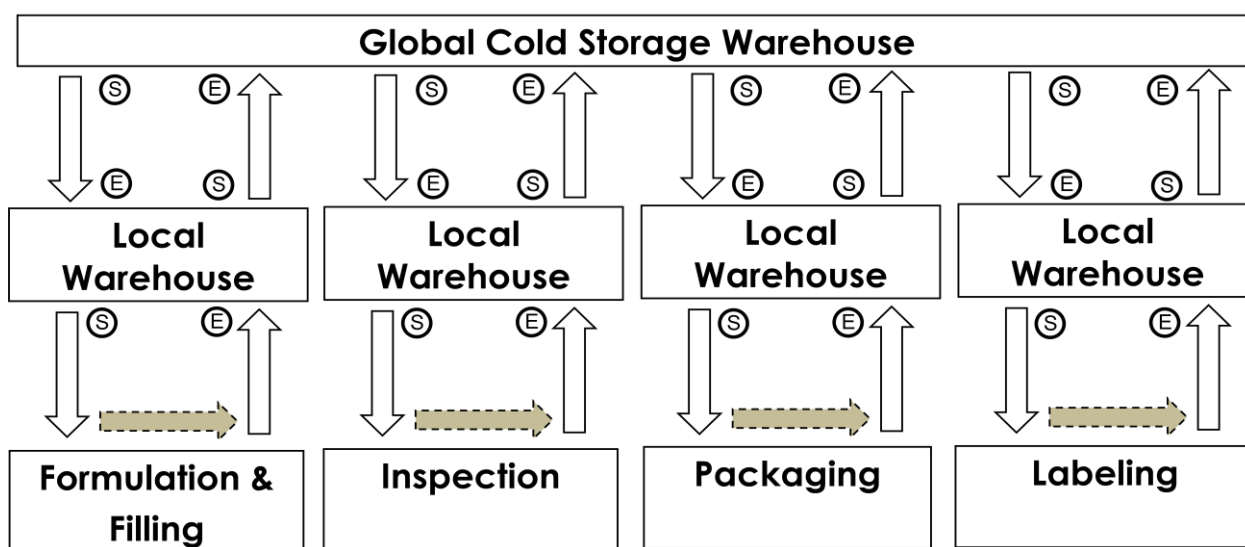 Global Cold Storage Warehouse
S E S E S E S E
E S E S E S E S
Local Local Local Local
Warehouse Warehouse Warehouse Warehouse
S E S E S E S E
Formulation & Inspection Packaging Labeling
Filling